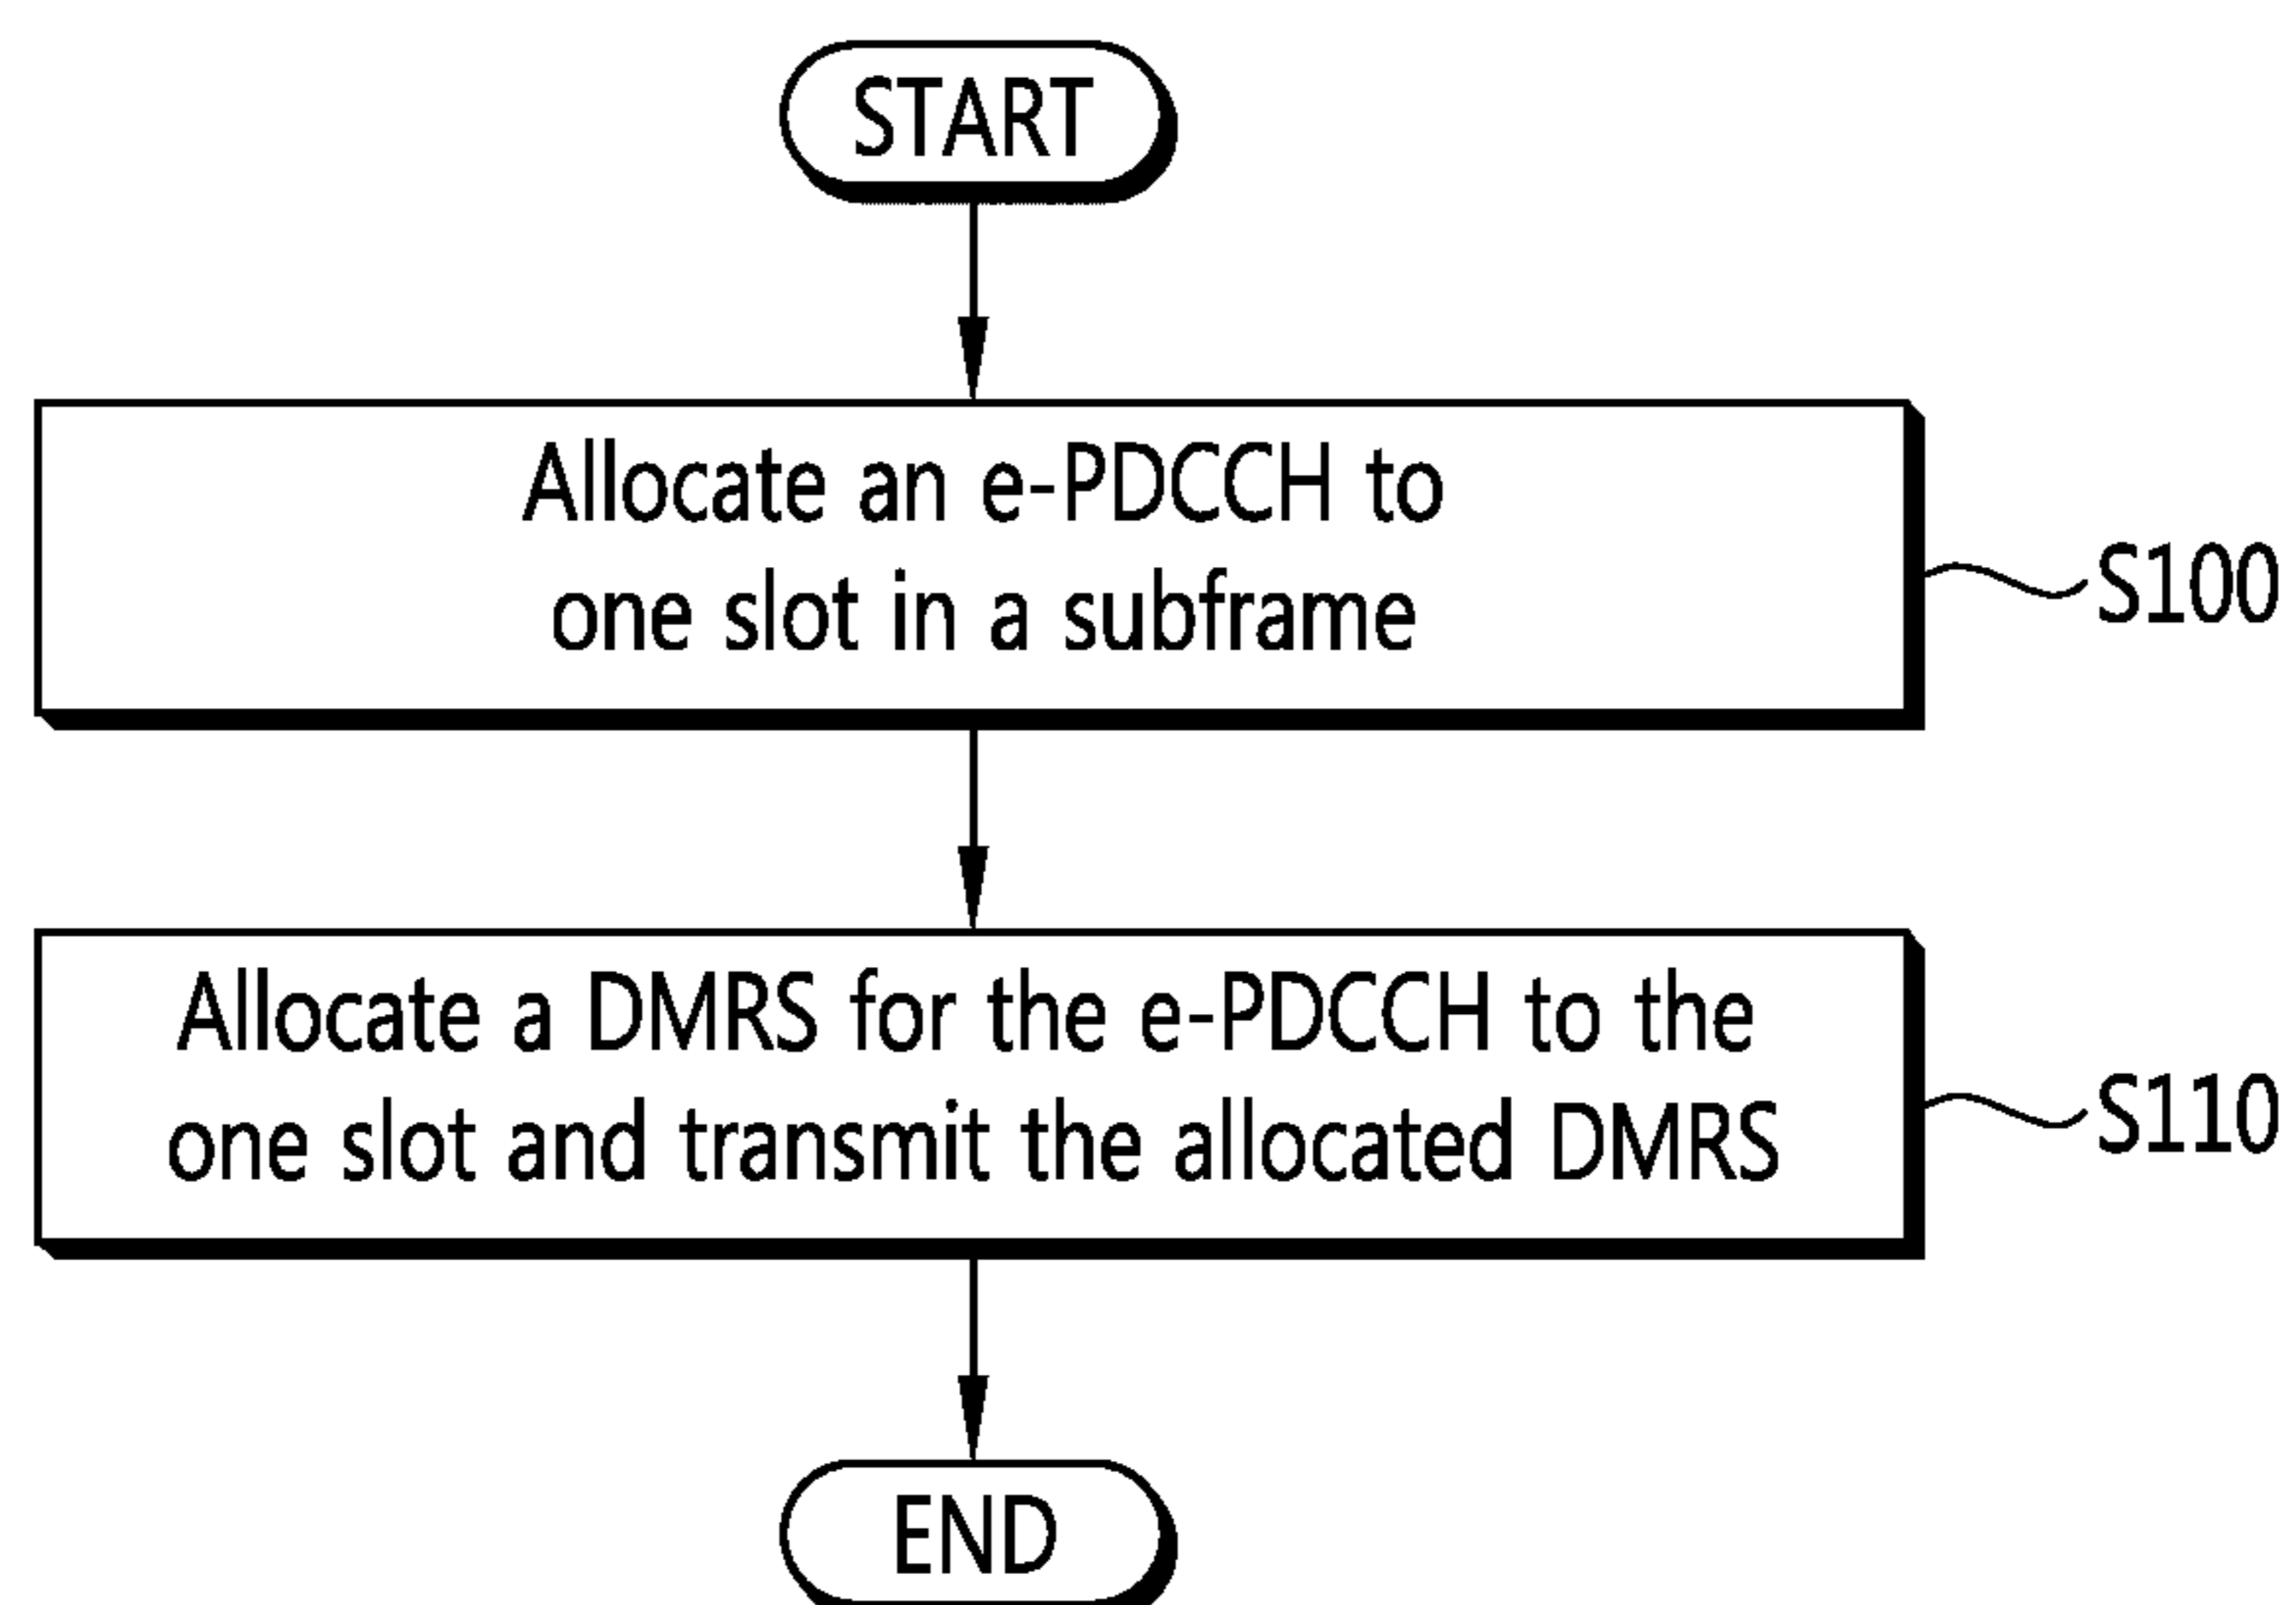 START
Allocate an e-PDCCH to
one slot in a subframe
S100
Allocate a DMRS for the e-PDCCH to the
one slot and transmit the allocated DMRS
S110
END